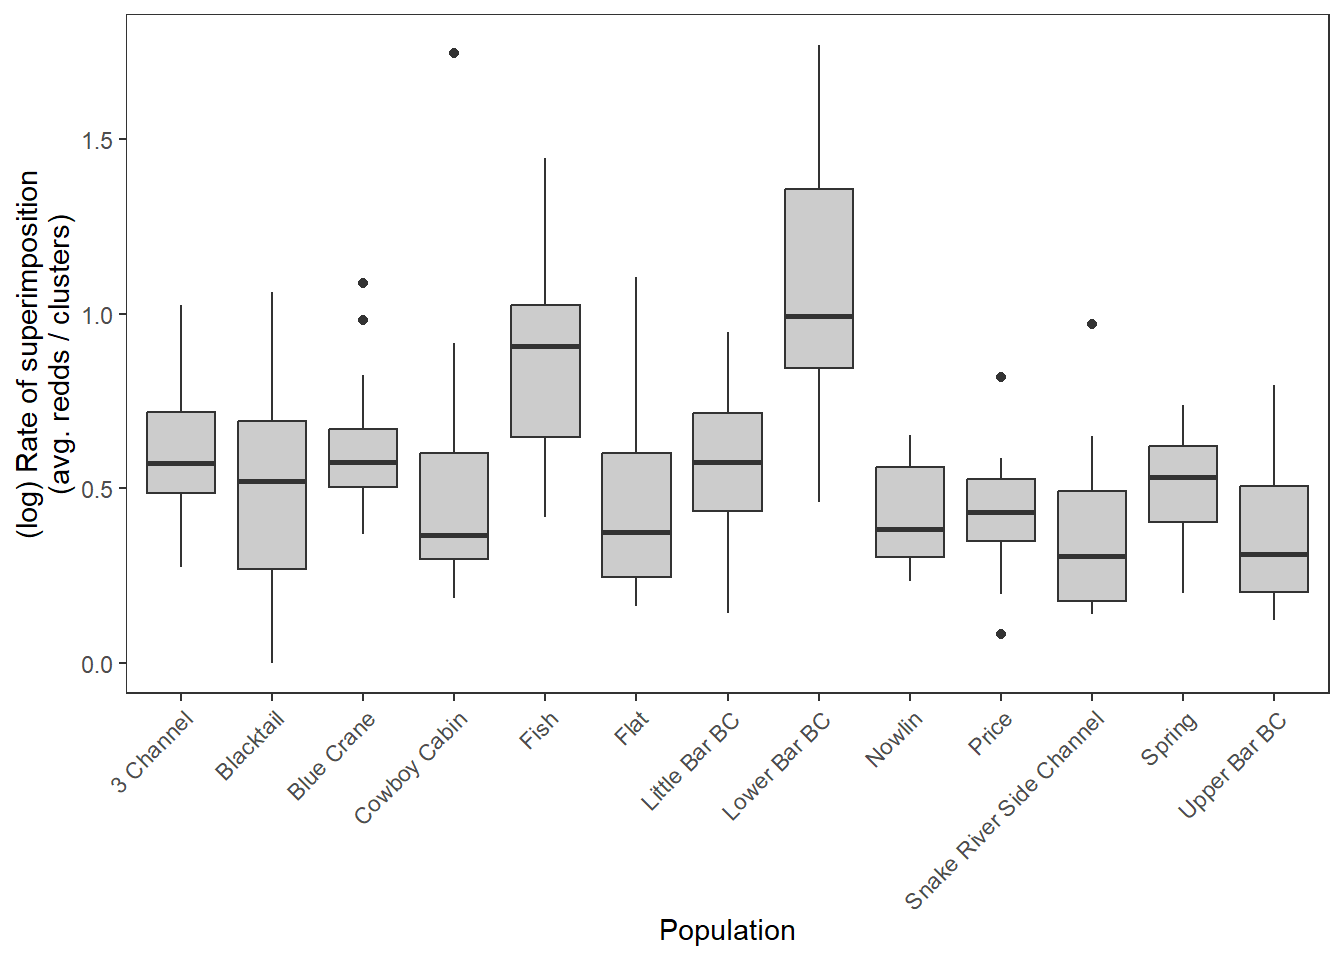 (log) Rate of superimposition
(avg. redds / clusters)
1.5
1.0
0.5
0.0
3 Channel
Blacktail
Blue Crane
Cowboy Cabin
Fish
Flat
Little Bar BC
Lower Bar BC
Nowlin
Price
Snake River Side Channel
Spring
Upper Bar BC
Population